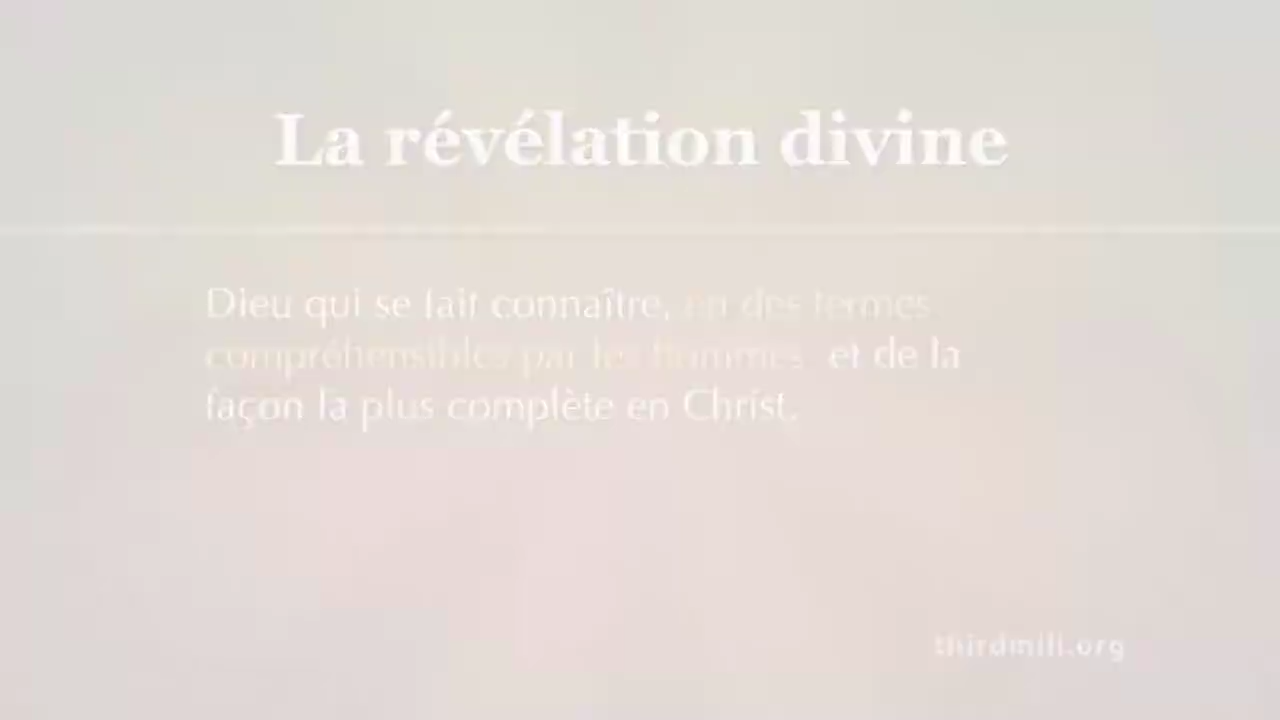 La révélation divine
Dieu qui se fait connaître, en des termes
compréhensibles par les hommes et de la
façon la plus complète en Christ.
thirdmill.org